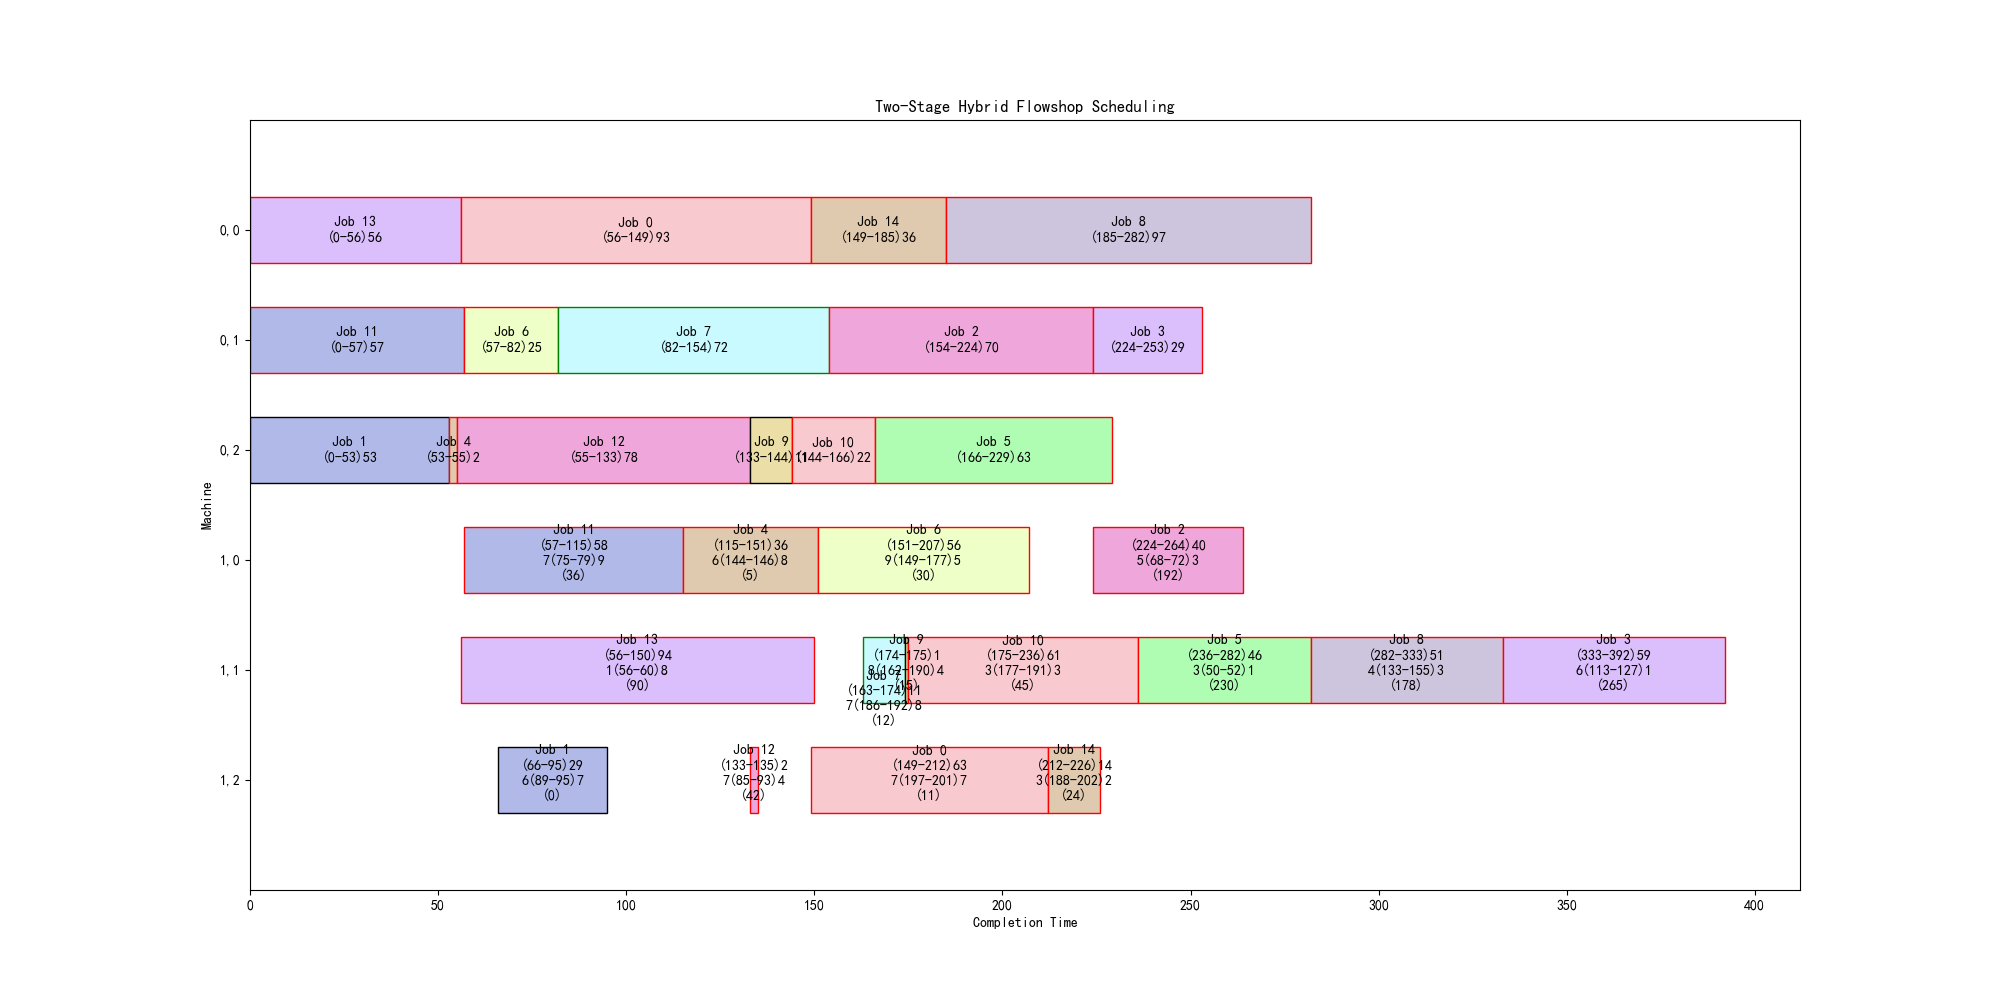 Two-Stage Hybrid Flowshop Scheduling
Machine
0,0
Job 13
(0-56)56
Job 0
(56-149)93
Job 14
(149-185)36
Job 8
(185-282)97
0,1
Job 11
(0-57)57
Job 6
(57-82)25
Job 7
(82-154)72
Job 2
(154-224)70
Job 3
(224-253)29
0,2
Job 1
(0-53)53
Job 4
(53-55)2
Job 12
(55-133)78
Job 9
(133-144)11
Job 10
(144-166)22
Job 5
(166-229)63
1,0
Job 11
(57-115)58
7(75-79)9
(36)
Job 4
(115-151)36
6(144-146)8
(5)
Job 6
(151-207)56
9(149-177)5
(30)
Job 2
(224-264)40
5(68-72)3
(192)
1,1
Job 13
(56-150)94
1(56-60)8
(90)
Job 7
(163-174)11
7(186-192)8
(12)
Job 9
(174-175)1
8(162-190)4
(15)
Job 10
(175-236)61
3(177-191)3
(45)
Job 5
(236-282)46
3(50-52)1
(230)
Job 8
(282-333)51
4(133-155)3
(178)
Job 3
(333-392)59
6(113-127)1
(265)
1,2
Job 1
(66-95)29
6(89-95)7
(0)
Job 12
(133-135)2
7(85-93)4
(42)
Job 0
(149-212)63
7(197-201)7
(11)
Job 14
(212-226)14
3(188-202)2
(24)
0
50
100
150
200
250
300
350
400
Completion Time